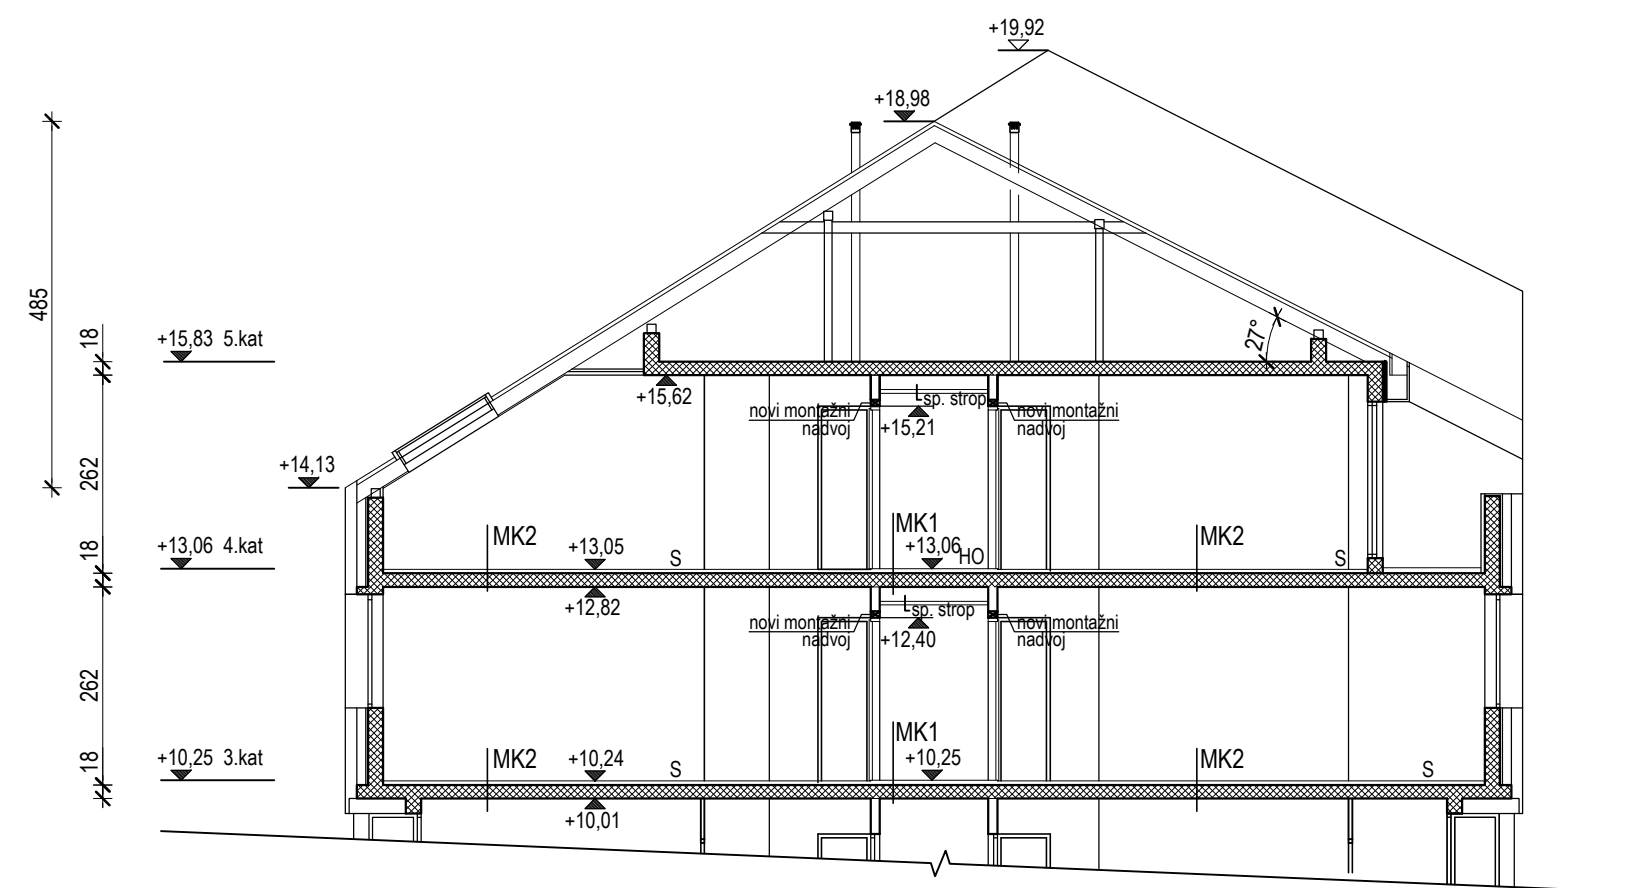 +19,92
+18,98
485
18
+15,83 5.kat
27°
+15,62
sp. strop
novi montažni
nadvoj
+15,21
novi montažni
nadvoj
+14,13
262
MK2
MK1
MK2
18
+13,06 4.kat
+13,05
S
+13,06
HO
S
+12,82
sp. strop
novi montažni
nadvoj
+12,40
novi montažni
nadvoj
262
MK2
MK1
MK2
18
+10,25 3.kat
+10,24
S
+10,25
S
+10,01